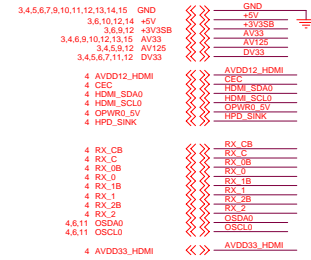 3,4,5,6,7,9,10,11,12,13,14,15 GND GND
3,6,10,12,14 +5V +5V
3,6,9,12 +3V3SB +3V3SB
3,4,6,9,10,12,13,15 AV33 AV33
3,4,5,9,12 AV125 AV125
3,4,5,6,7,11,12 DV33 DV33
4 AVDD12_HDMI AVDD12_HDMI
4 CEC CEC
4 HDMI_SDA0 HDMI_SDA0
4 HDMI_SCL0 HDMI_SCL0
4 OPWR0_5V OPWR0_5V
4 HPD_SINK HPD_SINK
4 RX_CB RX_CB
4 RX_C RX_C
4 RX_0B RX_0B
4 RX_0 RX_0
4 RX_1B RX_1B
4 RX_1 RX_1
4 RX_2B RX_2B
4 RX_2 RX_2
4,6,11 OSDA0 OSDA0
4,6,11 OSCL0 OSCL0
4 AVDD33_HDMI AVDD33_HDMI